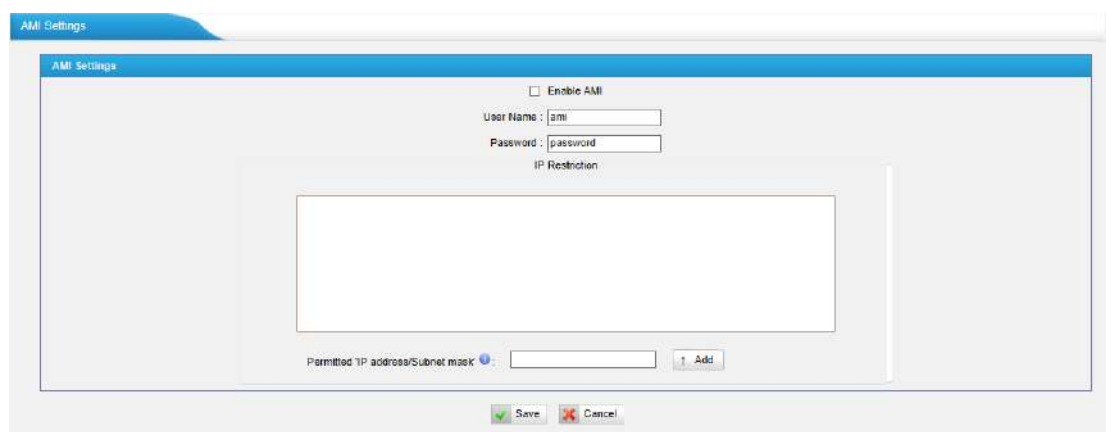 AMI Settings
AMI Settings
Enable AMI
User Name : ami
Password : password
IP Restriction
Permitted 'IP address/Subnet mask' :
↑ Add
Save Cancel